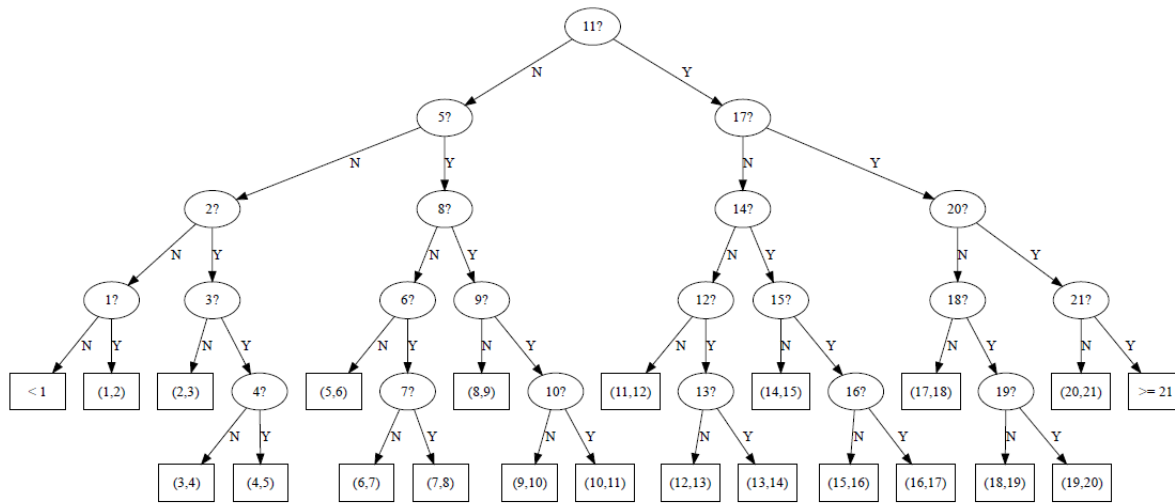 11?
N Y
5? 17?
N Y N Y
2? 8? 14? 20?
N Y N Y N Y N Y
1? 3? 6? 9? 12? 15? 18? 21?
N Y N Y N Y N Y N Y N Y N Y N Y
< 1 (1,2) (2,3) 4? (5,6) 7? (8,9) 10? (11,12) 13? (14,15) 16? (17,18) 19? (20,21) >= 21
N Y N Y N Y N Y N Y N Y
(3,4) (4,5) (6,7) (7,8) (9,10) (10,11) (12,13) (13,14) (15,16) (16,17) (18,19) (19,20)